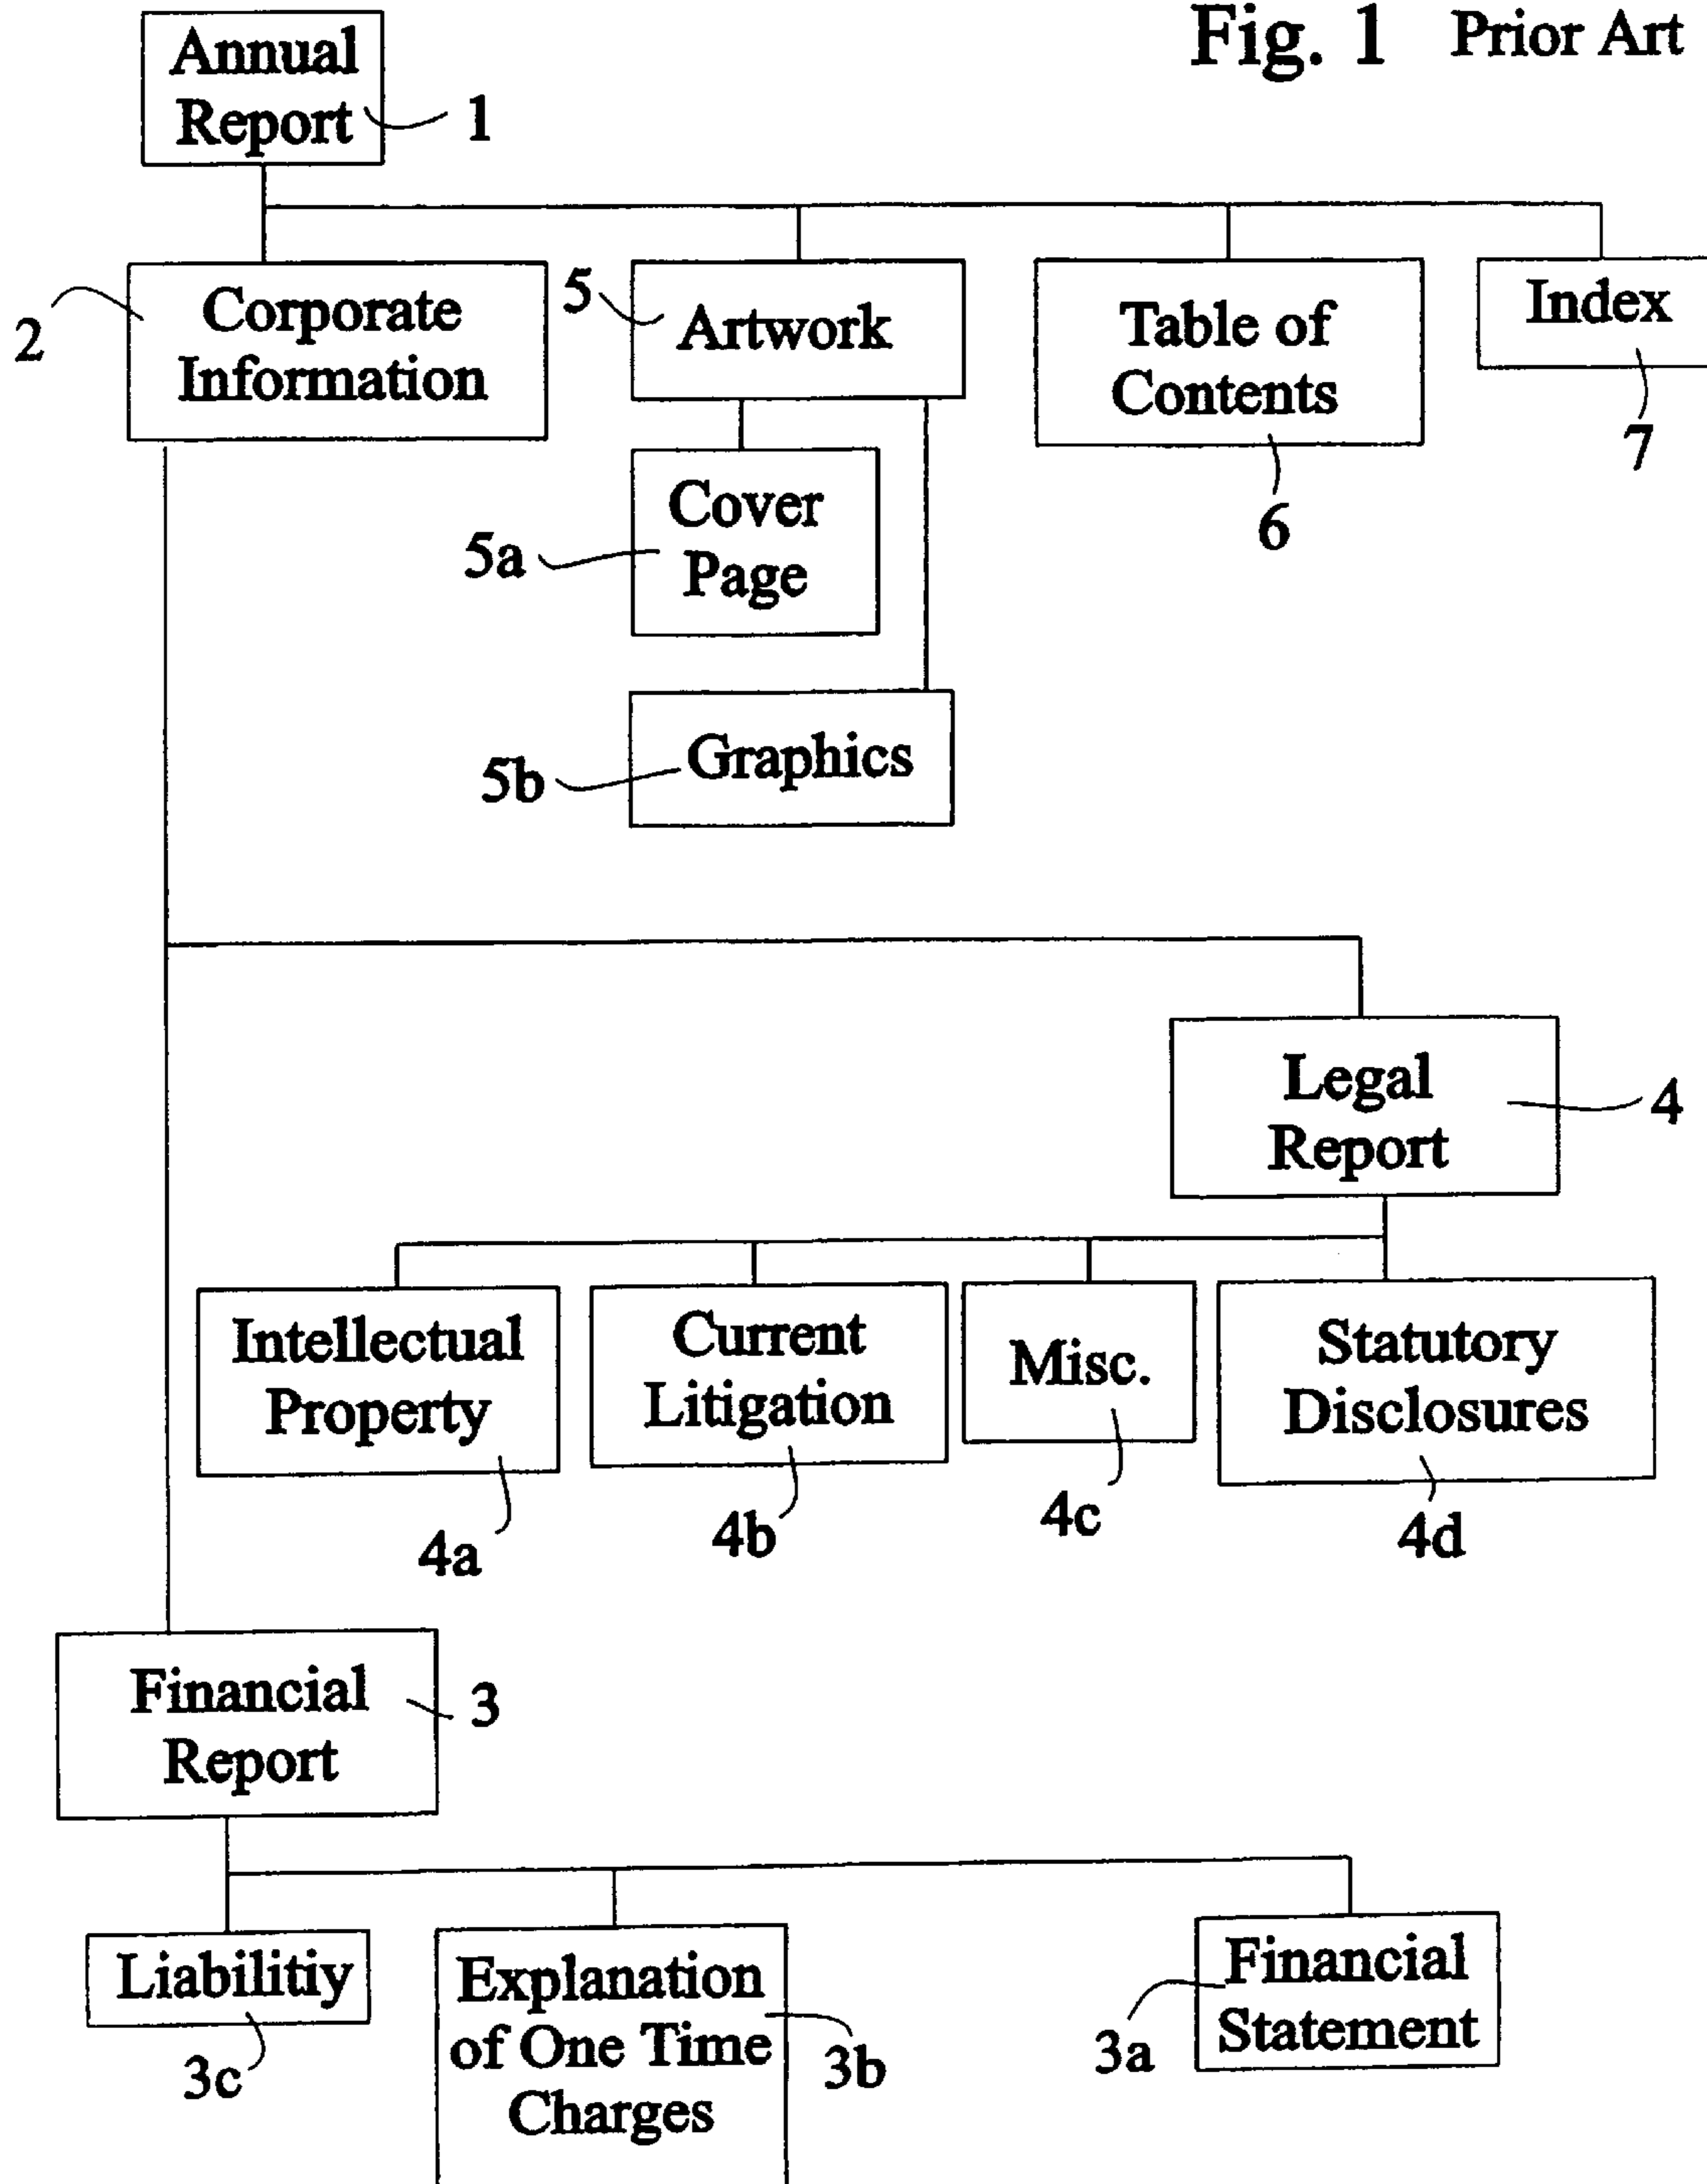 Fig. 1 Prior Art
Annual
Report
1
2
Corporate
Information
5
Artwork
Table of
Contents
6
Index
7
5a
Cover
Page
5b
Graphics
Legal
Report
4
Intellectual
Property
4a
Current
Litigation
4b
Misc.
4c
Statutory
Disclosures
4d
Financial
Report
3
Liabilitiy
3c
Explanation
of One Time
Charges
3b
3a
Financial
Statement